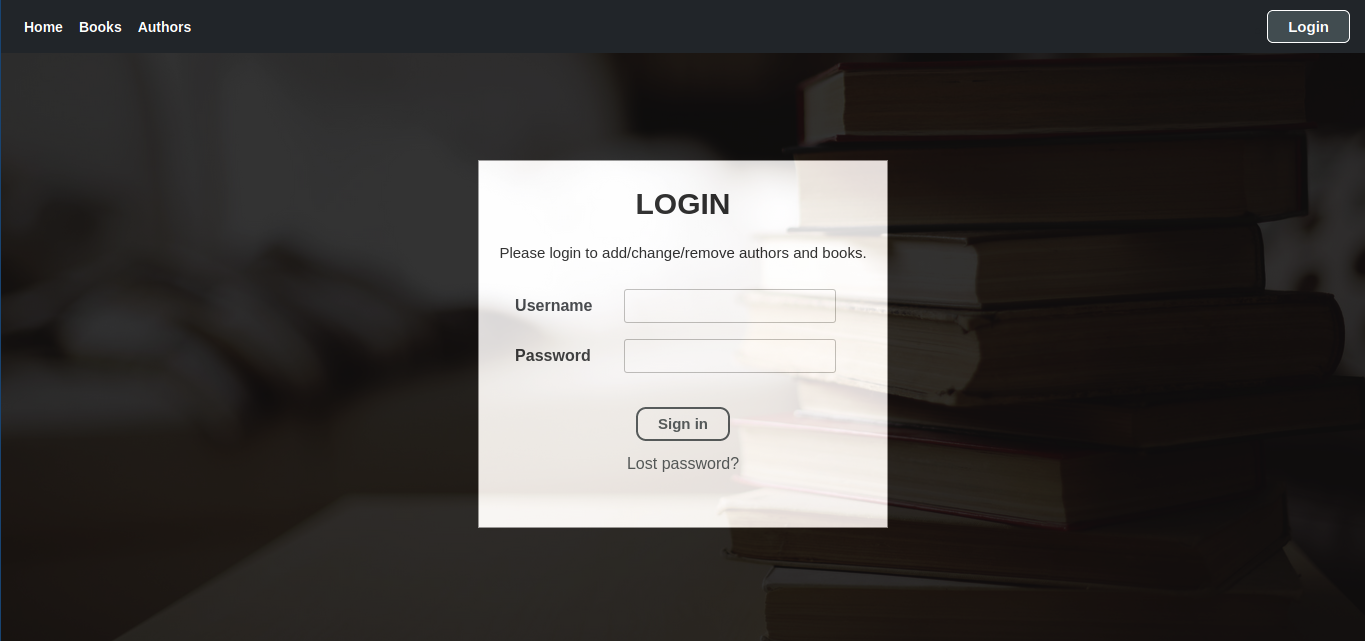 Home Books Authors Login
LOGIN
Please login to add/change/remove authors and books.
Username
Password
Sign in
Lost password?